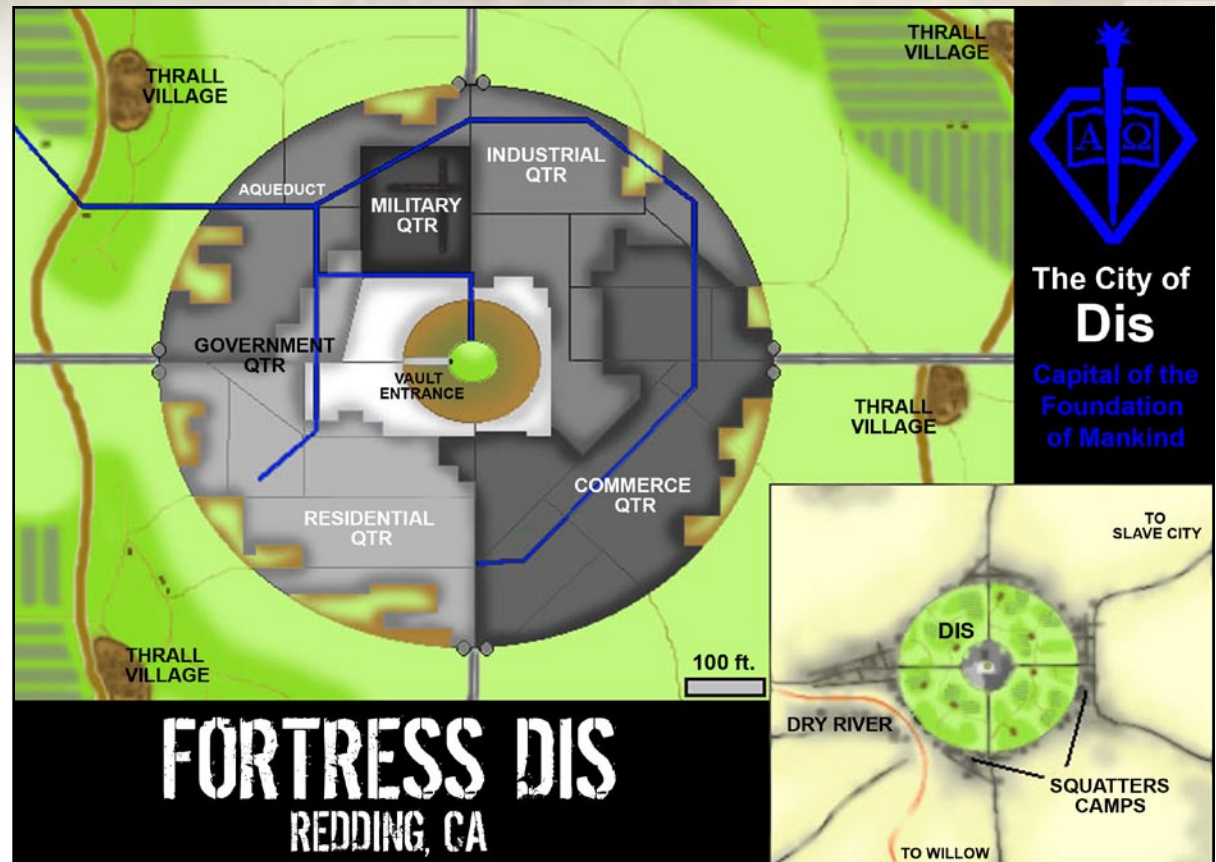 THRALL
VILLAGE
THRALL
VILLAGE
AQUEDUCT
INDUSTRIAL
QTR
MILITARY
QTR
GOVERNMENT
QTR
VAULT
ENTRANCE
THRALL
VILLAGE
COMMERCE
QTR
RESIDENTIAL
QTR
THRALL
VILLAGE
100 ft.
Α Ω
The City of
Dis
Capital of the
Foundation
of Mankind
TO
SLAVE CITY
DIS
DRY RIVER
SQUATTERS
CAMPS
TO WILLOW
FORTRESS DIS
REDDING, CA